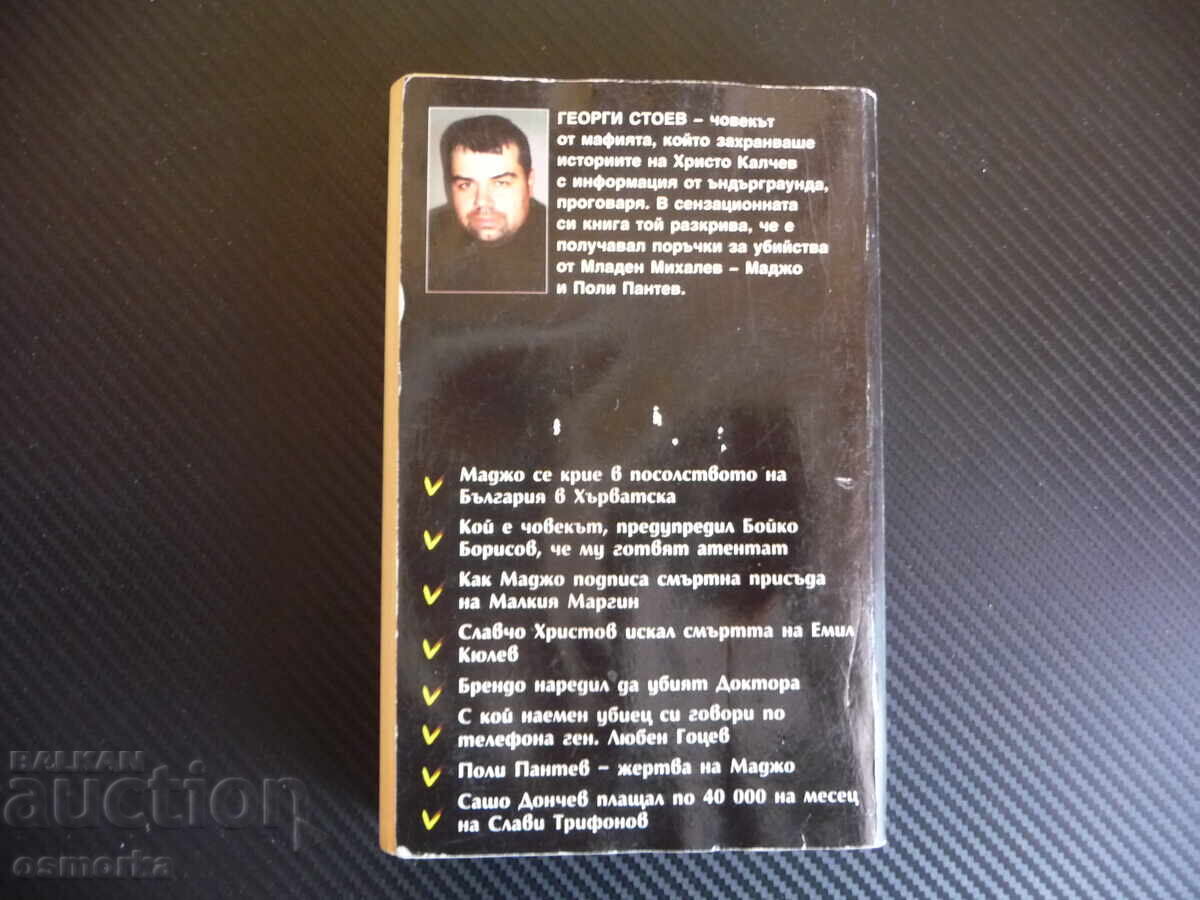 ГЕОРГИ СТОЕВ – човекът
от мафията, който захранваше
историите на Христо Калчев
с информация от ъндърграунда,
проговаря. В сензационната
си книга той разкрива, че е
получавал поръчки за убийства
от Младен Михалев – Маджо
и Поли Пантев.
Маджо се крие в посолството на
България в Хърватска
Кой е човекът, предупредил Бойко
Борисов, че му готвят атентат
Как Маджо подписа смъртна присъда
на Малкия Маргин
Славчо Христов искал смъртта на Емил
Кюлев
Брендо наредил да убият Доктора
С кой наемен убиец си говори по
телефона ген. Любен Гоцев
Поли Пантев – жертва на Маджо
Сашо Дончев плащал по 40 000 на месец
на Слави Трифонов
BALKAN
auction
osmorka